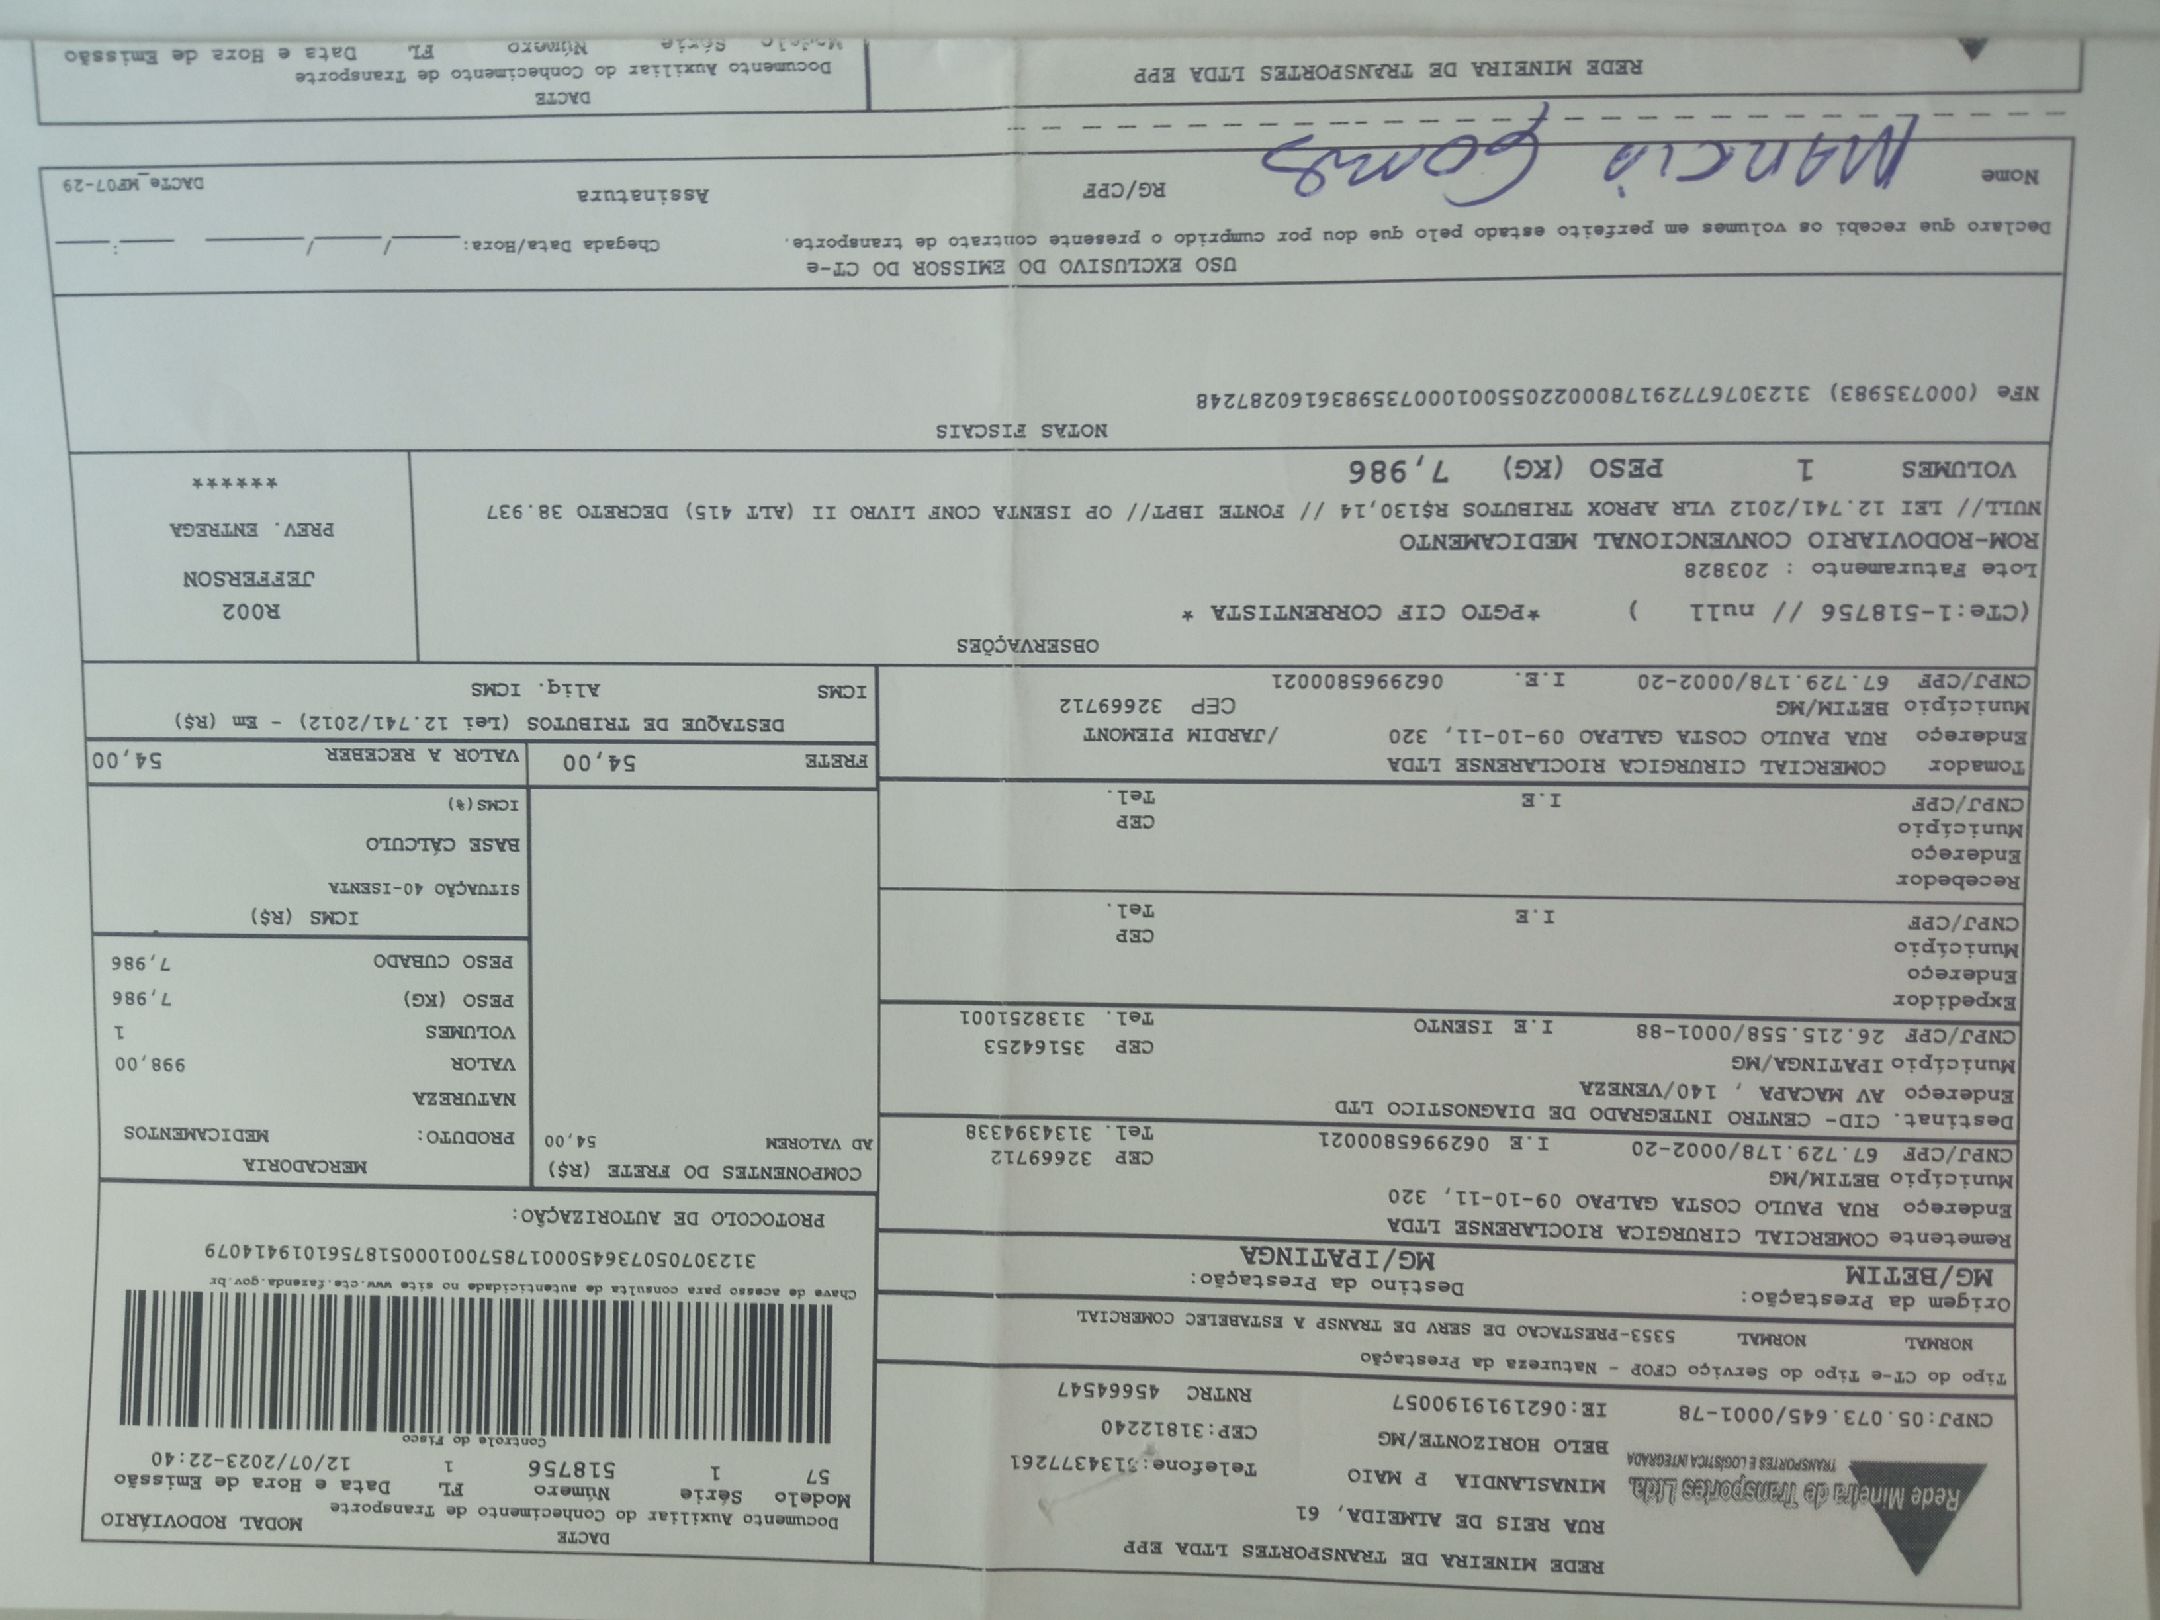 REDE MINEIRA DE TRANSPORTES LTDA EPP
RUA REIS DE ALMEIDA, 61
Rede Mineira de Transportes Ltda.
TRANSPORTES E LOGISTICA INTEGRADA
MINASLANDIA P MAIO Telefone:3134377261
BELO HORIZONTE/MG CEP:31812240
CNPJ:05.073.645/0001-78 IE:0621919190057 RNTRC 45664547
DACTE
Documento Auxiliar do Conhecimento de Transporte MODAL RODOVIÁRIO
Modelo Série Número FL Data e Hora de Emissão
57 1 518756 1 12/07/2023-22:40
Controle do Fisco
Chave de acesso para consulta de autenticidade no site www.cte.fazenda.gov.br
31230705073645000178570010005187561019414079
PROTOCOLO DE AUTORIZAÇÃO:
Tipo do CT-e Tipo do Serviço CFOP - Natureza da Prestação
NORMAL NORMAL 5353-PRESTACAO DE SERV DE TRANSP A ESTABELEC COMERCIAL
Origem da Prestação: Destino da Prestação:
MG/BETIM MG/IPATINGA
Remetente COMERCIAL CIRURGICA RIOCLARENSE LTDA
Endereço RUA PAULO COSTA GALPAO 09-10-11, 320
Município BETIM/MG CEP 32669712
CNPJ/CPF 67.729.178/0002-20 I.E 0629965800021 Tel. 3134394338
Destinat. CID- CENTRO INTEGRADO DE DIAGNOSTICO LTD
Endereço AV MACAPA , 140/VENEZA
Município IPATINGA/MG CEP 35164253
CNPJ/CPF 26.215.558/0001-88 I.E ISENTO Tel. 3138251001
Expedidor
Endereço
Município CEP
CNPJ/CPF I.E Tel.
Recebedor
Endereço
Município CEP
CNPJ/CPF I.E Tel.
Tomador COMERCIAL CIRURGICA RIOCLARENSE LTDA
Endereço RUA PAULO COSTA GALPAO 09-10-11, 320 /JARDIM PIEMONT
Município BETIM/MG CEP 32669712
CNPJ/CPF 67.729.178/0002-20 I.E. 0629965800021
COMPONENTES DO FRETE (R$)
AD VALOREM 54,00
MERCADORIA
PRODUTO: MEDICAMENTOS
NATUREZA
VALOR 998,00
VOLUMES 1
PESO (KG) 7,986
PESO CUBADO 7,986
ICMS (R$)
SITUAÇÃO 40-ISENTA
BASE CÁLCULO
ICMS(%)
FRETE 54,00 VALOR A RECEBER 54,00
DESTAQUE DE TRIBUTOS (Lei 12.741/2012) - Em (R$)
ICMS Aliq. ICMS
OBSERVAÇÕES
(CTe:1-518756 // null ) *PGTO CIF CORRENTISTA *
Lote Faturamento : 203828
ROM-RODOVIARIO CONVENCIONAL MEDICAMENTO
NULL// LEI 12.741/2012 VLR APROX TRIBUTOS R$130,14 // FONTE IBPT// OP ISENTA CONF LIVRO II (ALT 415) DECRETO 38.937
VOLUMES 1 PESO (KG) 7,986
R002
JEFFERSON
PREV. ENTREGA
******
NOTAS FISCAIS
NFe (000735983) 31230767729178000220550010007359836160287248
USO EXCLUSIVO DO EMISSOR DO CT-e
Declaro que recebi os volumes em perfeito estado pelo que dou por cumprido o presente contrato de transporte. Chegada Data/Hora:____/____/____ ____:____
Nome MARCIA GOMES RG/CPF Assinatura DACTe_MF07-29
REDE MINEIRA DE TRANSPORTES LTDA EPP
DACTE
Documento Auxiliar do Conhecimento de Transporte
Modelo Série Número FL Data e Hora de Emissão